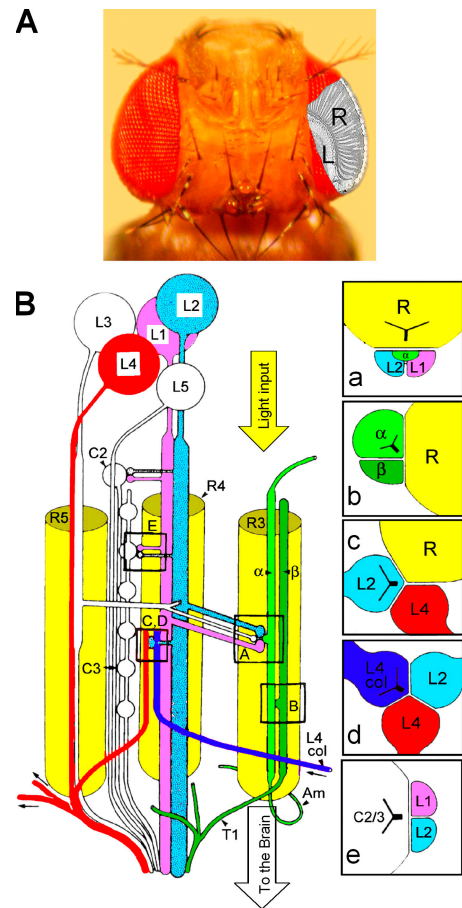 A
R
L
B
L3
L2
L1
L4
L5
Light input
C2
R5
R4
R3
E
α
β
C,D
A
C3
B
L4
col
Am
T1
To the Brain
R
α
L2
L1
a
α
β
R
b
c
R
L2
L4
L4
col
L2
L4
d
C2/3
L1
L2
e